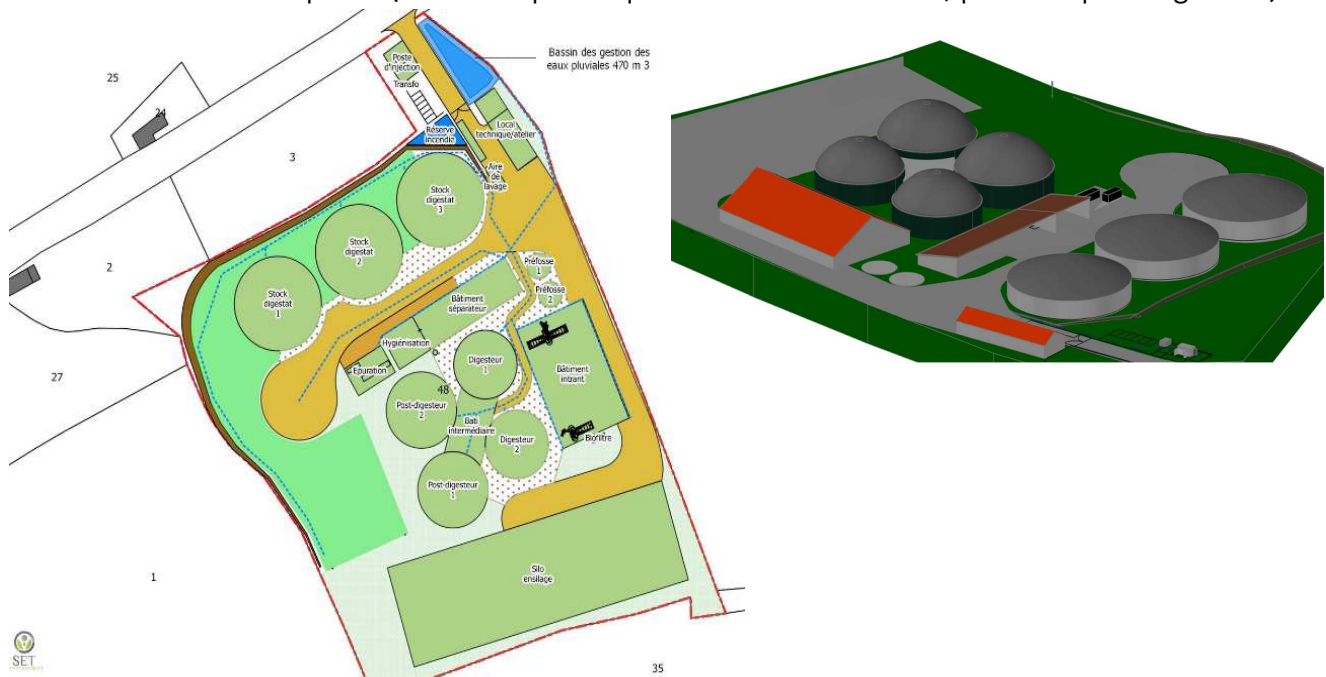 25
24
3
2
27
1
35
48
Poste
d'injection
Transfo
Bassin des gestion des
eaux pluviales 470 m 3
Réserve
incendie
Local
technique/atelier
Aire
de
lavage
Stock
digestat
3
Stock
digestat
2
Stock
digestat
1
Préfosse
1
Préfosse
2
Bâtiment
séparateur
Hygiénisation
Epuration
Digesteur
1
Bâtiment
intrant
Post-digesteur
2
Bati
intermédiaire
Digesteur
2
Biofiltre
Post-digesteur
1
Silo
ensilage
SET